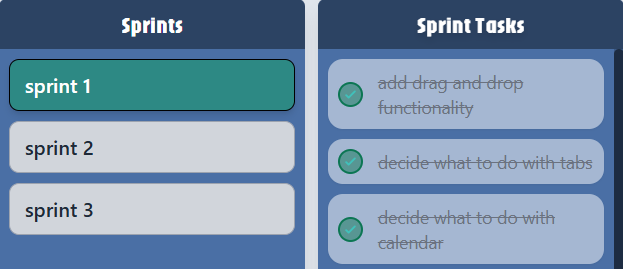 Sprints
sprint 1
sprint 2
sprint 3
Sprint Tasks
add drag and drop
functionality
decide what to do with tabs
decide what to do with
calendar